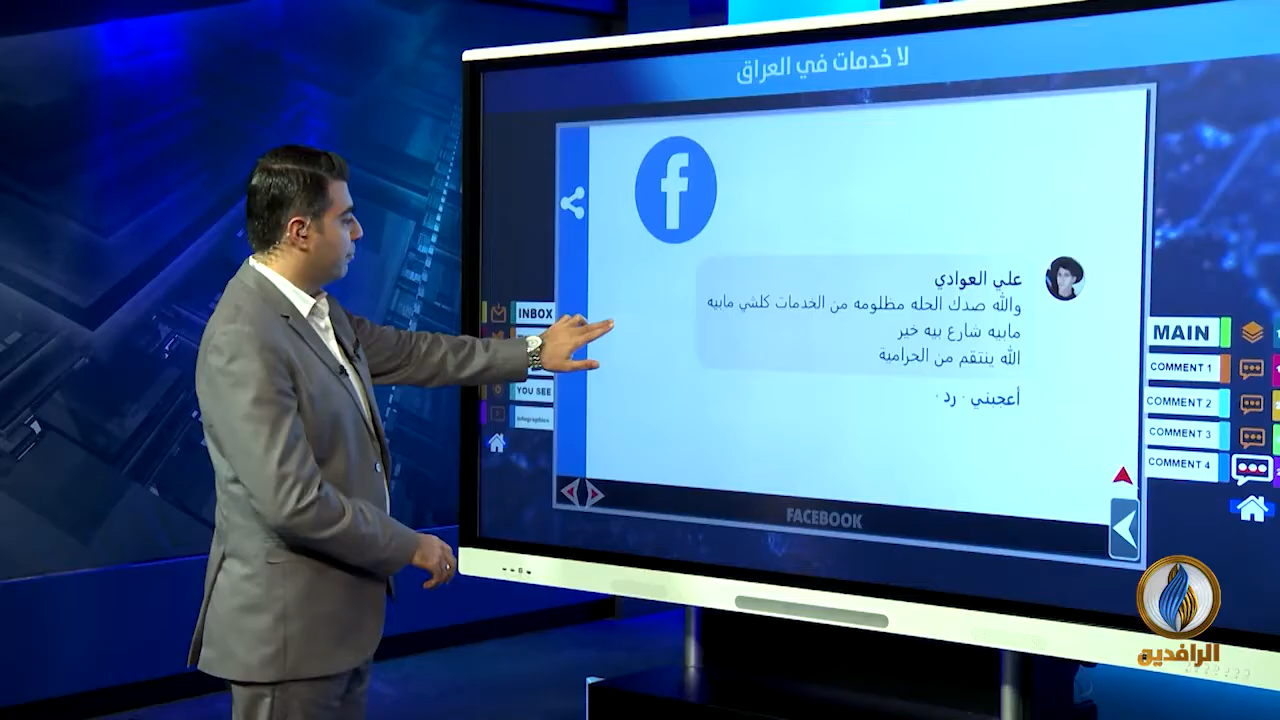 لا خدمات في العراق
علي العوادي
والله صدك الحله مظلومه من الخدمات كلشي مابيه
مابيه شارع بيه خير
الله ينتقم من الحرامية
أعجبني · رد ·
FACEBOOK
INBOX
YOU SEE
infographics
MAIN
COMMENT 1
COMMENT 2
COMMENT 3
COMMENT 4
الرافدين